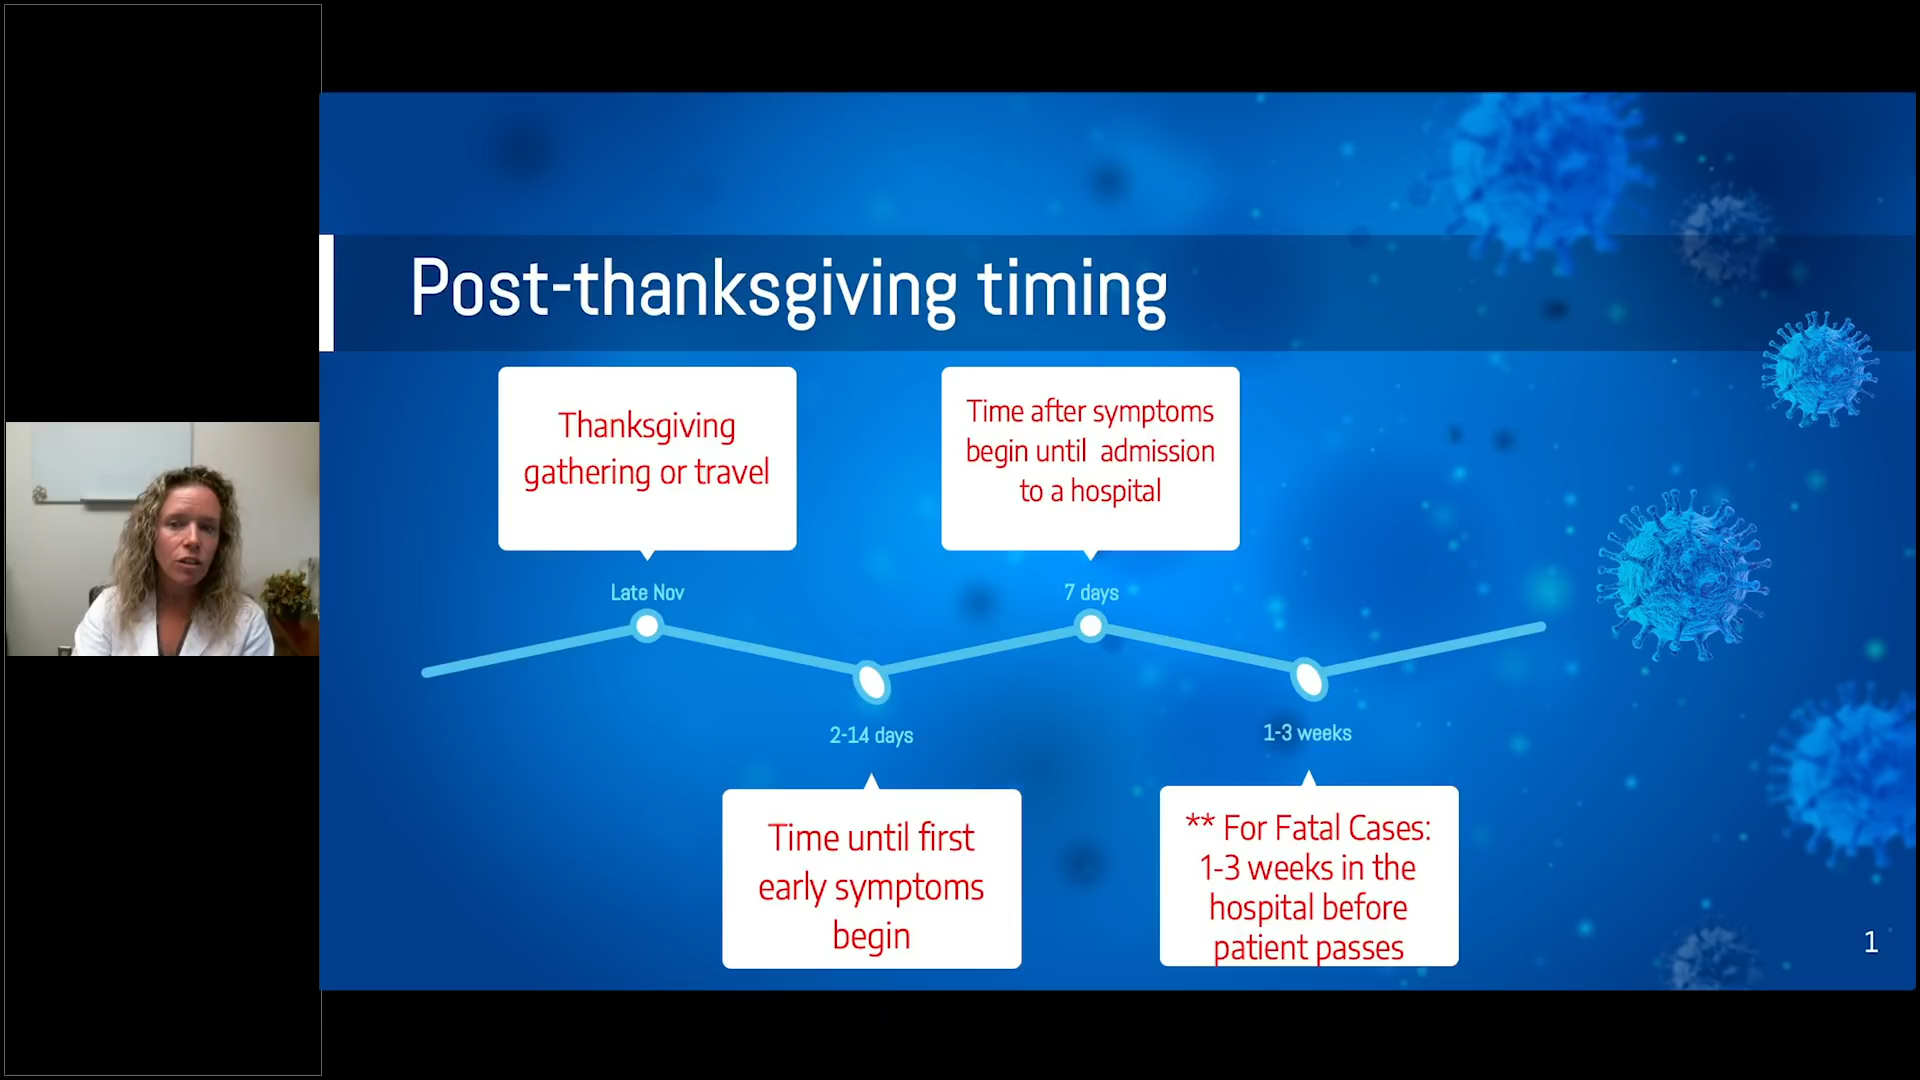 Post-thanksgiving timing
Thanksgiving
gathering or travel
Late Nov
2-14 days
Time until first
early symptoms
begin
Time after symptoms
begin until admission
to a hospital
7 days
1-3 weeks
** For Fatal Cases:
1-3 weeks in the
hospital before
patient passes
1